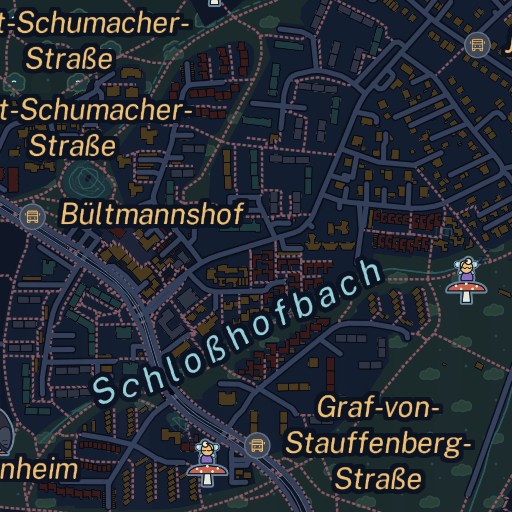 t-Schumacher-
Straße
t-Schumacher-
Straße
Bültmannshof
Schloßhofbach
Graf-von-
Stauffenberg-
Straße
nheim